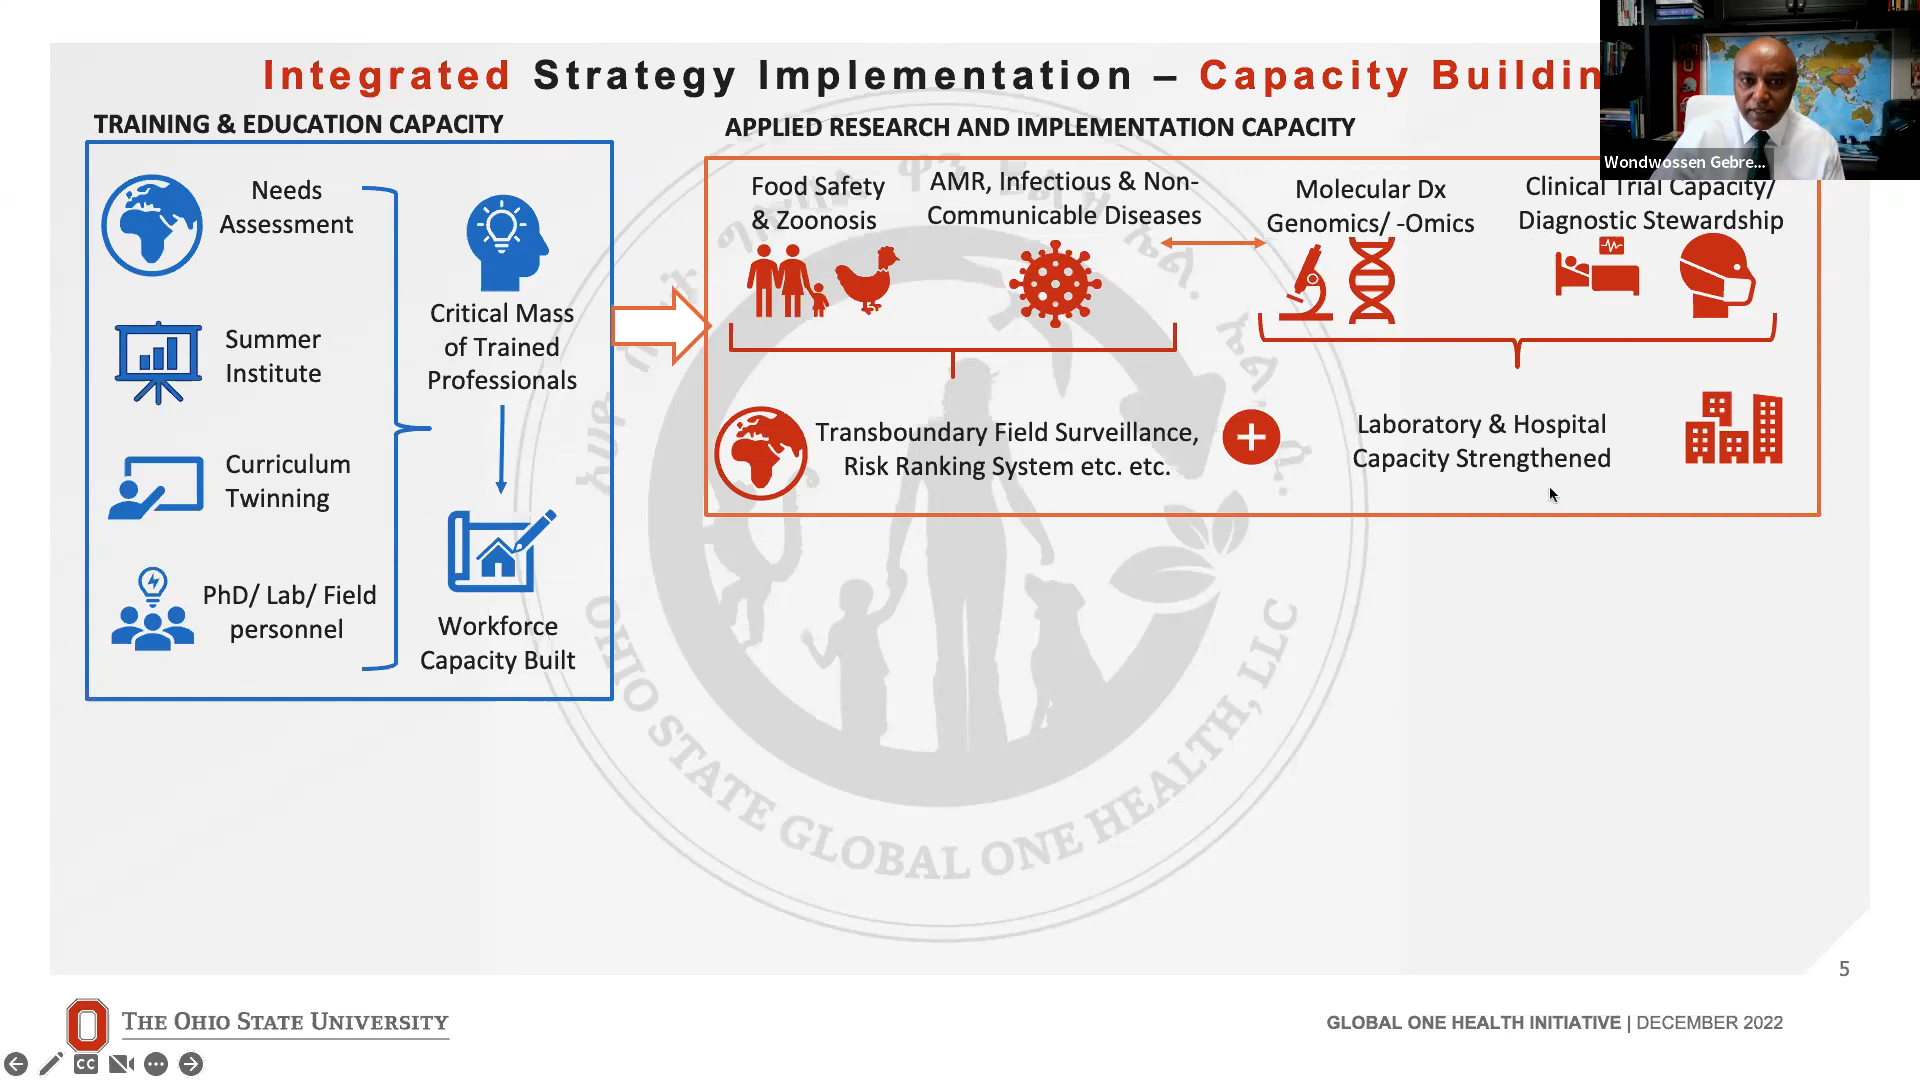 Integrated Strategy Implementation – Capacity Buildin
Wondwossen Gebre...
TRAINING & EDUCATION CAPACITY
Needs
Assessment
Summer
Institute
Curriculum
Twinning
PhD/ Lab/ Field
personnel
Critical Mass
of Trained
Professionals
Workforce
Capacity Built
APPLIED RESEARCH AND IMPLEMENTATION CAPACITY
Food Safety
& Zoonosis
AMR, Infectious & Non-
Communicable Diseases
Molecular Dx
Genomics/ -Omics
Clinical Trial Capacity/
Diagnostic Stewardship
Transboundary Field Surveillance,
Risk Ranking System etc. etc.
Laboratory & Hospital
Capacity Strengthened
OHIO STATE GLOBAL ONE HEALTH, LLC
5
THE OHIO STATE UNIVERSITY
GLOBAL ONE HEALTH INITIATIVE | DECEMBER 2022
CC